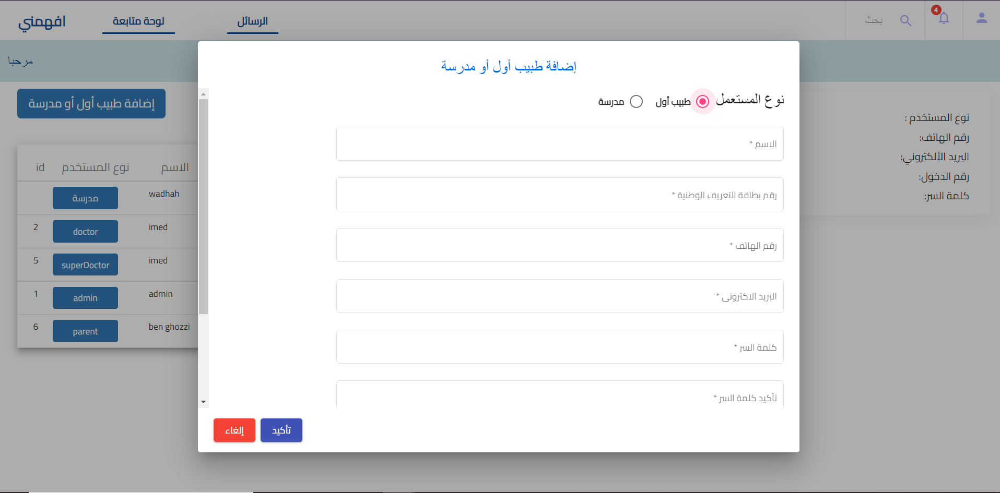 افهمني
لوحة متابعة
الرسائل
بحث
4
مرحبا
إضافة طبيب أول أو مدرسة
id
نوع المستخدم
الاسم
مدرسة
wadhah
2
doctor
imed
5
superDoctor
imed
1
admin
admin
6
parent
ben ghozzi
إضافة طبيب أول أو مدرسة
نوع المستعمل
طبيب أول
مدرسة
الاسم *
رقم بطاقة التعريف الوطنية *
رقم الهاتف *
البريد الاكتروني *
كلمة السر *
تأكيد كلمة السر *
إلغاء
تأكيد
نوع المستخدم :
رقم الهاتف:
البريد الألكتروني:
رقم الدخول:
كلمة السر: